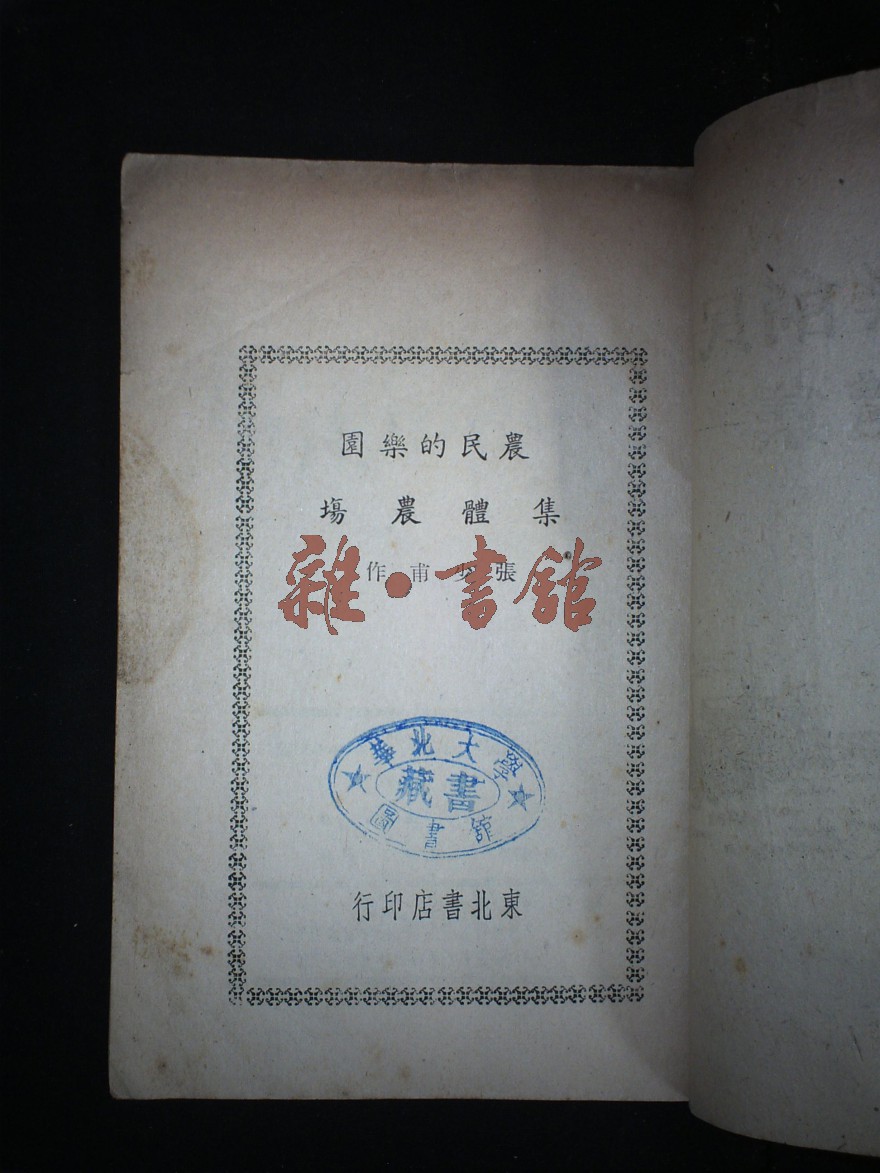 農民的樂園
集體農塲
張 甫作
雜·書館
華北大學
藏書
圖書館
東北書店印行